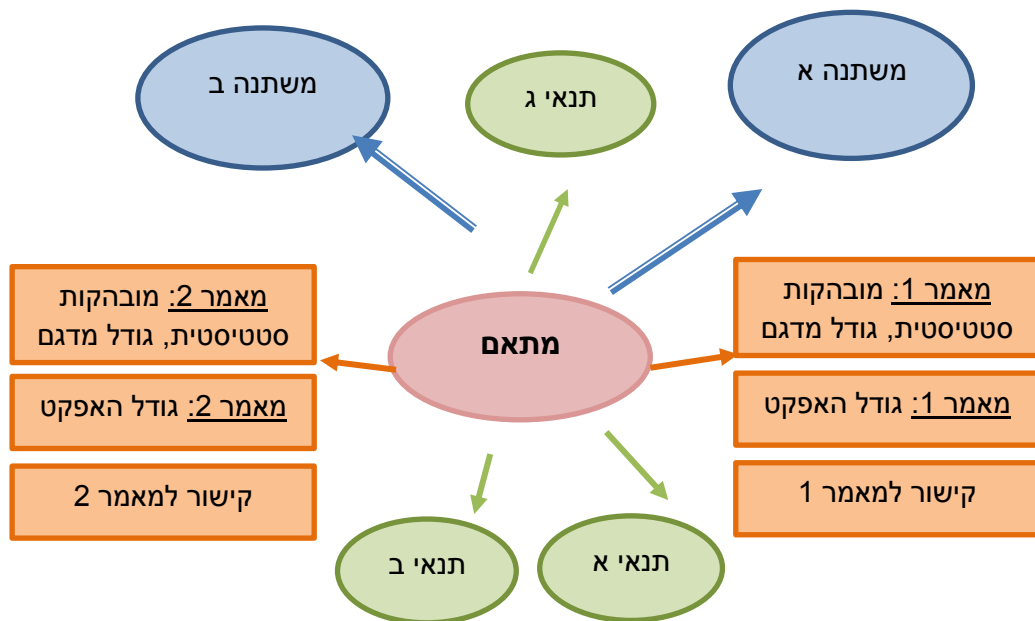 משתנה א
תנאי ג
משתנה ב
מאמר 1: מובהקות
סטטיסטית, גודל מדגם
מאמר 1: גודל האפקט
קישור למאמר 1
מתאם
מאמר 2: מובהקות
סטטיסטית, גודל מדגם
מאמר 2: גודל האפקט
קישור למאמר 2
תנאי א
תנאי ב